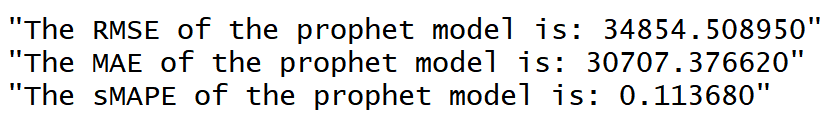 "The RMSE of the prophet model is: 34854.508950"
"The MAE of the prophet model is: 30707.376620"
"The sMAPE of the prophet model is: 0.113680"